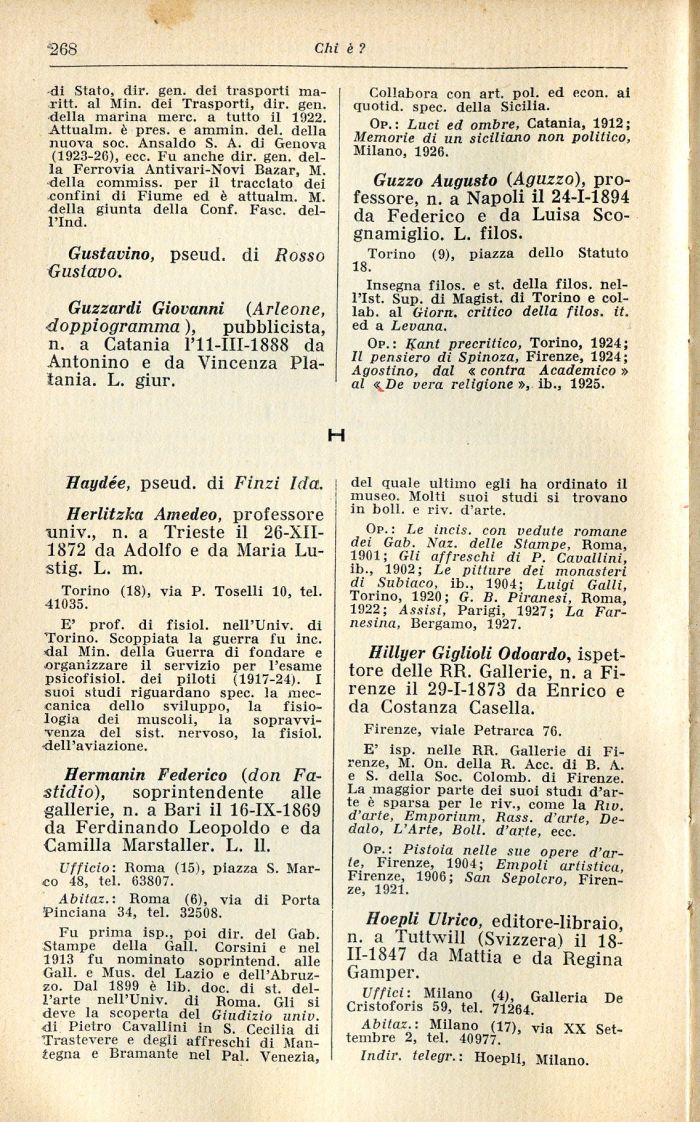 268
Chi è ?
di Stato, dir. gen. dei trasporti ma-
ritt. al Min. dei Trasporti, dir. gen.
della marina merc. a tutto il 1922.
Attualm. è pres. e ammin. del. della
nuova soc. Ansaldo S. A. di Genova
(1923-26), ecc. Fu anche dir. gen. del-
la Ferrovia Antivari-Novi Bazar, M.
della commiss. per il tracciato dei
confini di Fiume ed è attualm. M.
della giunta della Conf. Fasc. del-
l'Ind.
Gustavino, pseud. di Rosso
Gustavo.
Guzzardi Giovanni (Arleone,
doppiogramma), pubblicista,
n. a Catania l'11-III-1888 da
Antonino e da Vincenza Pla-
tania. L. giur.
Collabora con art. pol. ed econ. ai
quotid. spec. della Sicilia.
Op.: Luci ed ombre, Catania, 1912;
Memorie di un siciliano non politico,
Milano, 1926.
Guzzo Augusto (Aguzzo), pro-
fessore, n. a Napoli il 24-I-1894
da Federico e da Luisa Sco-
gnamiglio. L. filos.
Torino (9), piazza dello Statuto
18.
Insegna filos. e st. della filos. nel-
l'Ist. Sup. di Magist. di Torino e col-
lab. al Giorn. critico della filos. it.
ed a Levana.
Op.: Kant precritico, Torino, 1924;
Il pensiero di Spinoza, Firenze, 1924;
Agostino, dal « contra Academico »
al « De vera religione », ib., 1925.
H
Haydée, pseud. di Finzi Ida.
Herlitzka Amedeo, professore
univ., n. a Trieste il 26-XII-
1872 da Adolfo e da Maria Lu-
stig. L. m.
Torino (18), via P. Toselli 10, tel.
41035.
E' prof. di fisiol. nell'Univ. di
Torino. Scoppiata la guerra fu inc.
dal Min. della Guerra di fondare e
organizzare il servizio per l'esame
psicofisiol. dei piloti (1917-24). I
suoi studi riguardano spec. la mec-
canica dello sviluppo, la fisio-
logia dei muscoli, la sopravvi-
venza del sist. nervoso, la fisiol.
dell'aviazione.
Hermanin Federico (don Fa-
stidio), soprintendente alle
gallerie, n. a Bari il 16-IX-1869
da Ferdinando Leopoldo e da
Camilla Marstaller. L. ll.
Ufficio: Roma (15), piazza S. Mar-
co 48, tel. 63807.
Abitaz.: Roma (6), via di Porta
Pinciana 34, tel. 32508.
Fu prima isp., poi dir. del Gab.
Stampe della Gall. Corsini e nel
1913 fu nominato soprintend. alle
Gall. e Mus. del Lazio e dell'Abruz-
zo. Dal 1899 è lib. doc. di st. del-
l'arte nell'Univ. di Roma. Gli si
deve la scoperta del Giudizio univ.
di Pietro Cavallini in S. Cecilia di
Trastevere e degli affreschi di Man-
tegna e Bramante nel Pal. Venezia,
del quale ultimo egli ha ordinato il
museo. Molti suoi studi si trovano
in boll. e riv. d'arte.
Op.: Le incis. con vedute romane
dei Gab. Naz. delle Stampe, Roma,
1901; Gli affreschi di P. Cavallini,
ib., 1902; Le pitture dei monasteri
di Subiaco, ib., 1904; Luigi Galli,
Torino, 1920; G. B. Piranesi, Roma,
1922; Assisi, Parigi, 1927; La Far-
nesina, Bergamo, 1927.
Hillyer Giglioli Odoardo, ispet-
tore delle RR. Gallerie, n. a Fi-
renze il 29-I-1873 da Enrico e
da Costanza Casella.
Firenze, viale Petrarca 76.
E' isp. nelle RR. Gallerie di Fi-
renze, M. On. della R. Acc. di B. A.
e S. della Soc. Colomb. di Firenze.
La maggior parte dei suoi studi d'ar-
te è sparsa per le riv., come la Riv.
d'arte, Emporium, Rass. d'arte, De-
dalo, L'Arte, Boll. d'arte, ecc.
Op.: Pistoia nelle sue opere d'ar-
te, Firenze, 1904; Empoli artistica,
Firenze, 1906; San Sepolcro, Firen-
ze, 1921.
Hoepli Ulrico, editore-libraio,
n. a Tuttwill (Svizzera) il 18-
II-1847 da Mattia e da Regina
Gamper.
Uffici: Milano (4), Galleria De
Cristoforis 59, tel. 71264.
Abitaz.: Milano (17), via XX Set-
tembre 2, tel. 40977.
Indir. telegr.: Hoepli, Milano.